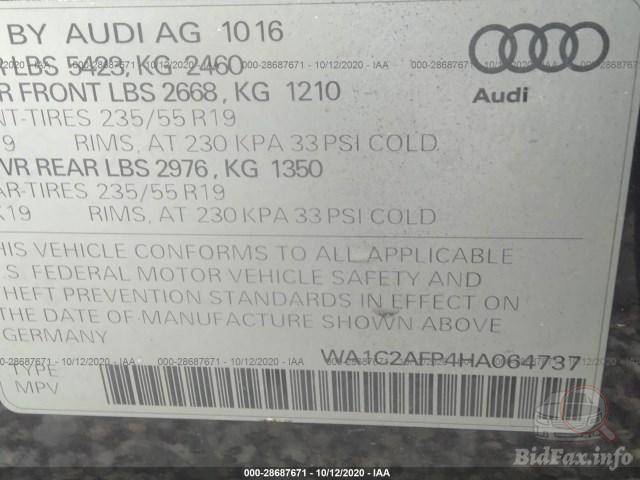 BY AUDI AG 1016
LBS 5423, KG 2460
R FRONT LBS 2668, KG 1210
NT-TIRES 235/55 R19
19 RIMS, AT 230 KPA 33 PSI COLD
VR REAR LBS 2976, KG 1350
AR-TIRES 235/55 R19
K19 RIMS, AT 230 KPA 33 PSI COLD
Audi
HIS VEHICLE CONFORMS TO ALL APPLICABLE
.S. FEDERAL MOTOR VEHICLE SAFETY AND
HEFT PREVENTION STANDARDS IN EFFECT ON
THE DATE OF MANUFACTURE SHOWN ABOVE
GERMANY
WA1C2AFP4HA064737
TYPE
MPV
000-28687671 - 10/12/2020 - IAA
BidFax.info